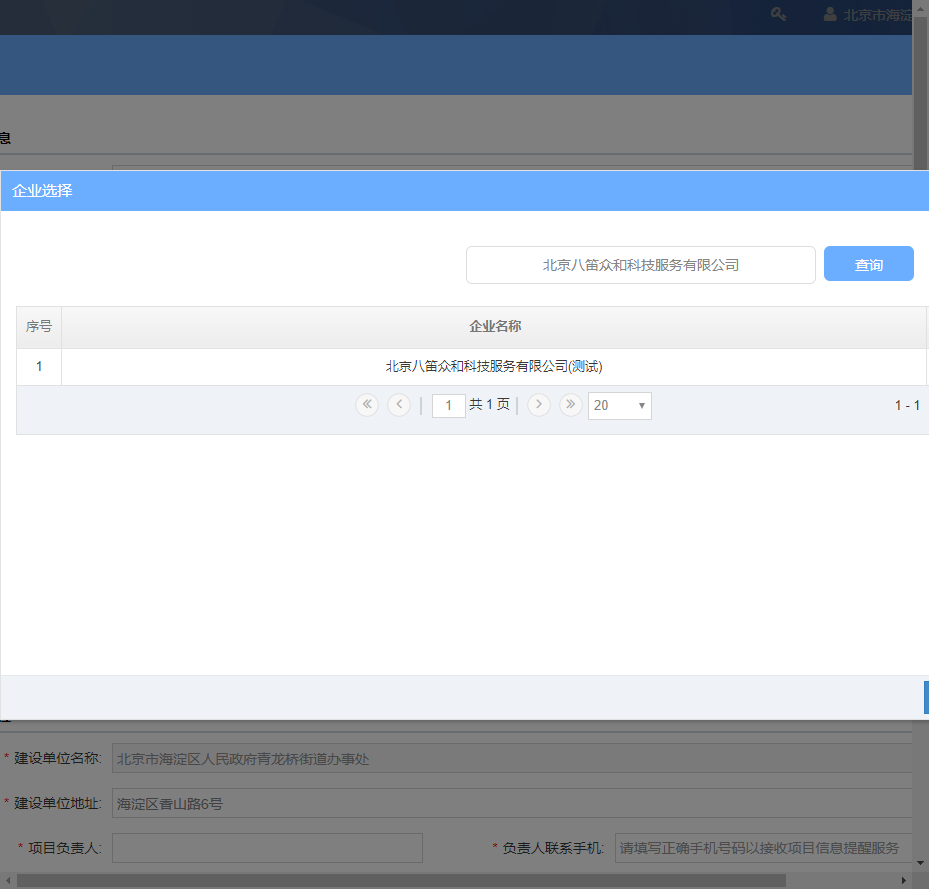 北京市海淀
息
企业选择
北京八笛众和科技服务有限公司 查询
序号 企业名称
1 北京八笛众和科技服务有限公司(测试)
1 共 1 页 20 1 - 1
* 建设单位名称: 北京市海淀区人民政府青龙桥街道办事处
* 建设单位地址: 海淀区香山路6号
* 项目负责人: * 负责人联系手机: 请填写正确手机号码以接收项目信息提醒服务